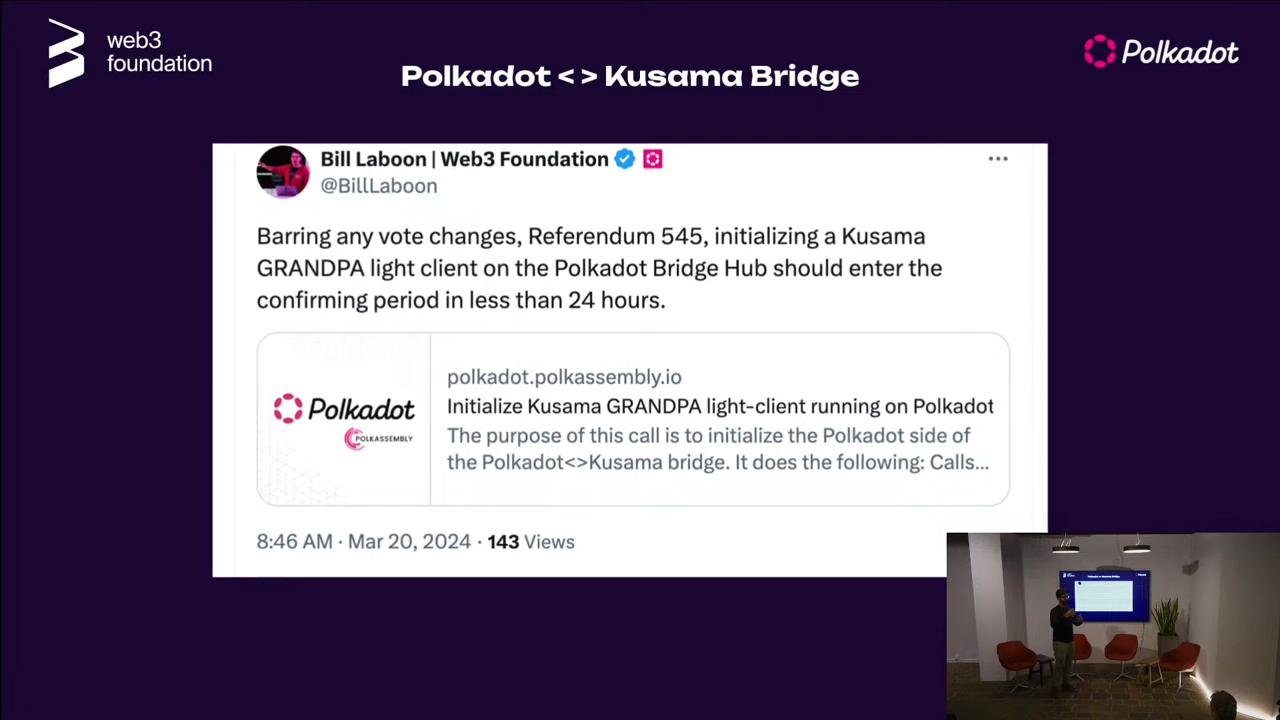 web3
foundation
Polkadot
Polkadot <> Kusama Bridge
Bill Laboon | Web3 Foundation
@BillLaboon
Barring any vote changes, Referendum 545, initializing a Kusama
GRANDPA light client on the Polkadot Bridge Hub should enter the
confirming period in less than 24 hours.
Polkadot
POLKASSEMBLY
polkadot.polkassembly.io
Initialize Kusama GRANDPA light-client running on Polkadot
The purpose of this call is to initialize the Polkadot side of
the Polkadot<>Kusama bridge. It does the following: Calls...
8:46 AM · Mar 20, 2024 · 143 Views